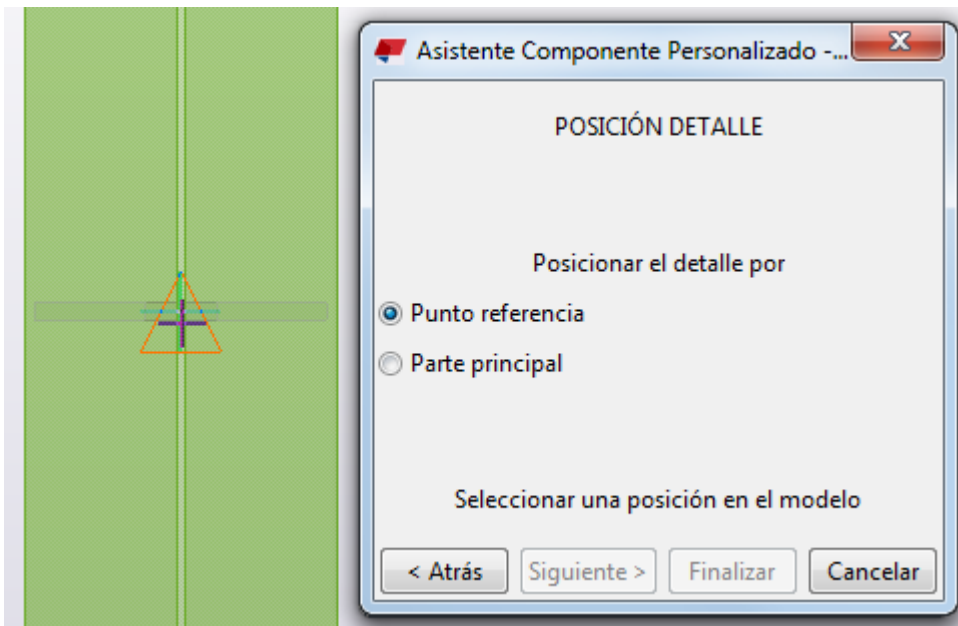 Asistente Componente Personalizado -...
POSICIÓN DETALLE
Posicionar el detalle por
Punto referencia
Parte principal
Seleccionar una posición en el modelo
< Atrás
Siguiente >
Finalizar
Cancelar